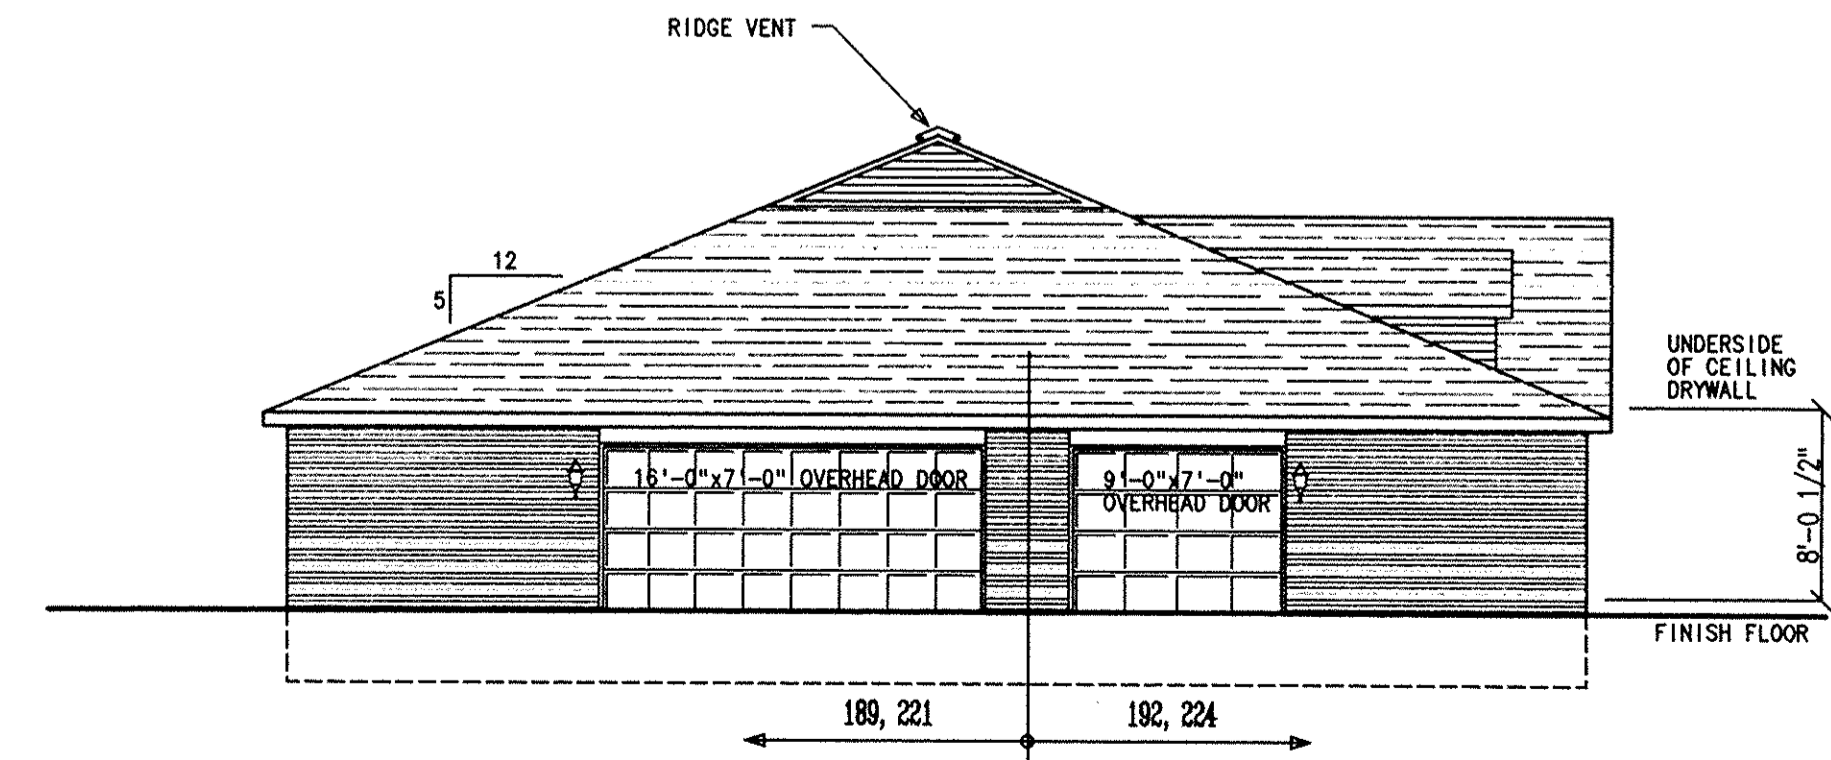 RIDGE VENT
12
5
UNDERSIDE
OF CEILING
DRYWALL
16'-0"x7'-0" OVERHEAD DOOR
9'-0"x7'-0"
OVERHEAD DOOR
8'-0 1/2"
FINISH FLOOR
189, 221
192, 224